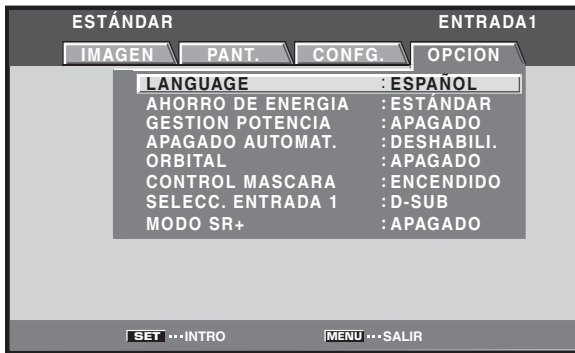 ESTÁNDAR ENTRADA1
IMAGEN PANT. CONFG. OPCION
LANGUAGE : ESPAÑOL
AHORRO DE ENERGIA : ESTÁNDAR
GESTION POTENCIA : APAGADO
APAGADO AUTOMAT. : DESHABILI.
ORBITAL : APAGADO
CONTROL MASCARA : ENCENDIDO
SELECC. ENTRADA 1 : D-SUB
MODO SR+ : APAGADO
SET ···INTRO MENU ···SALIR